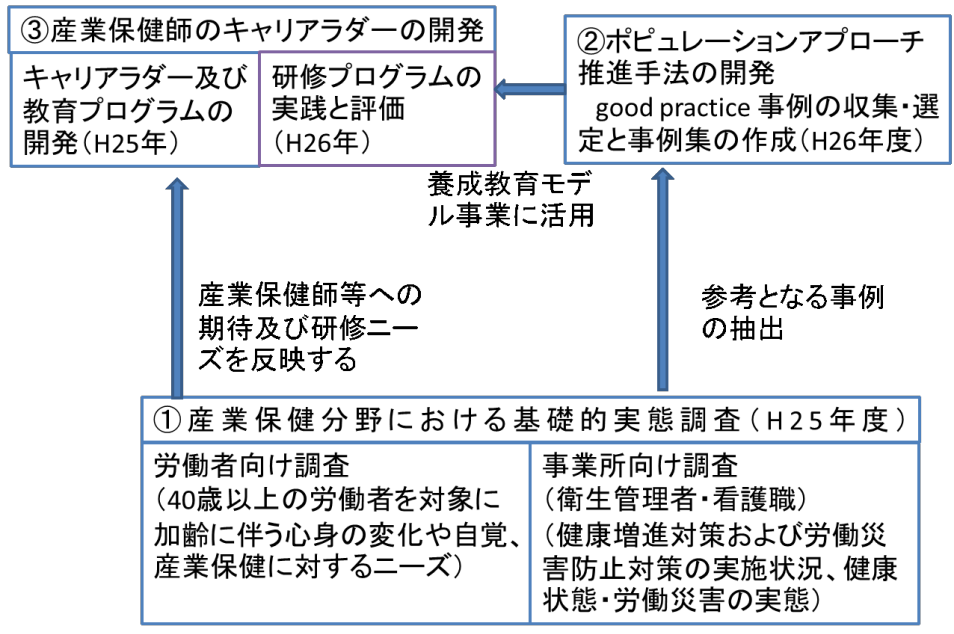 ③産業保健師のキャリアラダーの開発
キャリアラダー及び
教育プログラムの
開発(H25年)
研修プログラムの
実践と評価
(H26年)
②ポピュレーションアプローチ
推進手法の開発
good practice 事例の収集・選
定と事例集の作成(H26年度)
養成教育モデ
ル事業に活用
産業保健師等への
期待及び研修ニー
ズを反映する
参考となる事例
の抽出
①産業保健分野における基礎的実態調査(H25年度)
労働者向け調査
(40歳以上の労働者を対象に
加齢に伴う心身の変化や自覚、
産業保健に対するニーズ)
事業所向け調査
(衛生管理者・看護職)
(健康増進対策および労働災
害防止対策の実施状況、健康
状態・労働災害の実態)